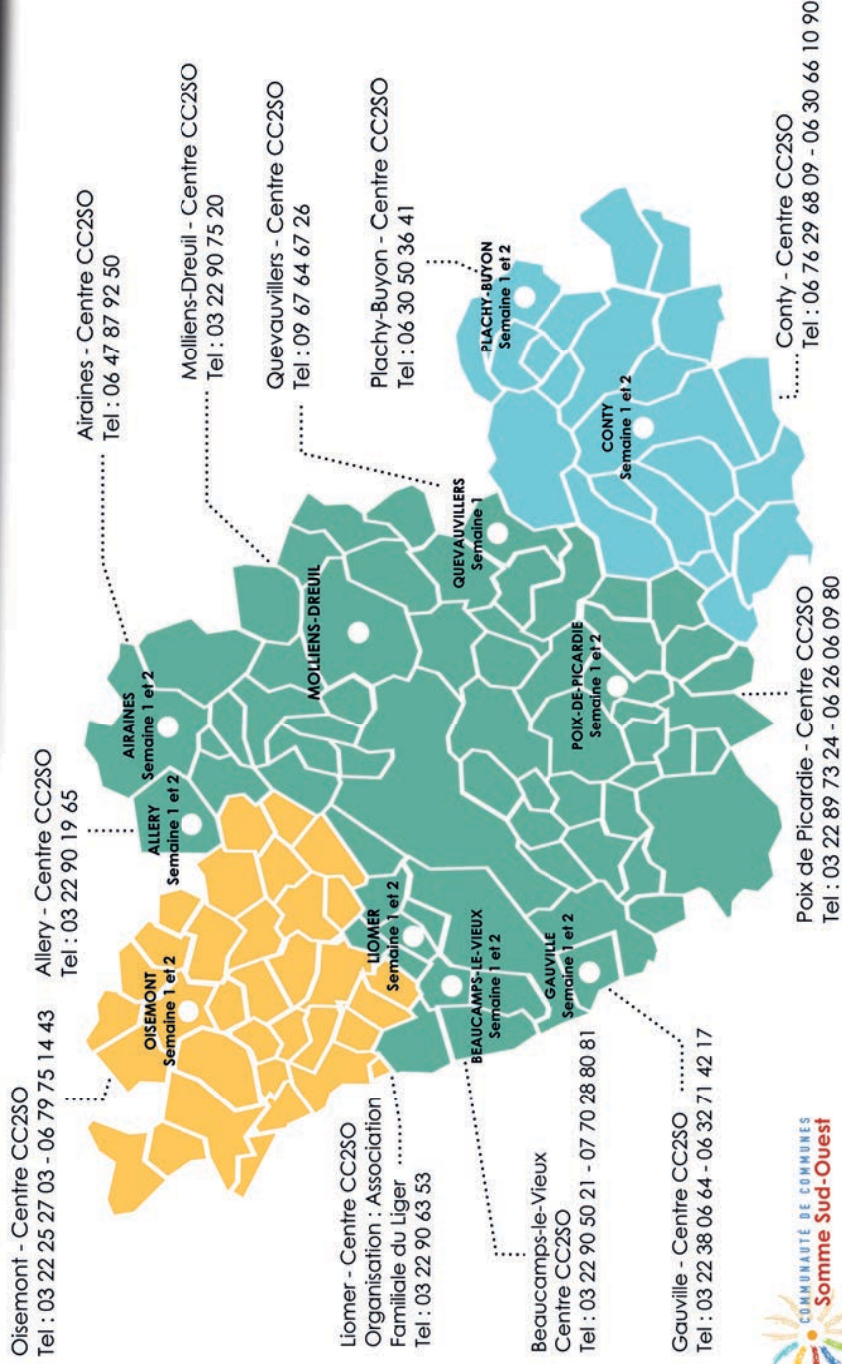 Oisemont - Centre CC2SO
Tel : 03 22 25 27 03 - 06 79 75 14 43
Allery - Centre CC2SO
Tel : 03 22 90 19 65
Airaines - Centre CC2SO
Tel : 06 47 87 92 50
Molliens-Dreuil - Centre CC2SO
Tel : 03 22 90 75 20
Quevauvillers - Centre CC2SO
Tel : 09 67 64 67 26
Plachy-Buyon - Centre CC2SO
Tel : 06 30 50 36 41
Conty - Centre CC2SO
Tel : 06 76 29 68 09 - 06 30 66 10 90
Poix de Picardie - Centre CC2SO
Tel : 03 22 89 73 24 - 06 26 06 09 80
Liomer - Centre CC2SO
Organisation : Association
Familiale du Liger
Tel : 03 22 90 63 53
Beaucamps-le-Vieux
Centre CC2SO
Tel : 03 22 90 50 21 - 07 70 28 80 81
Gauville - Centre CC2SO
Tel : 03 22 38 06 64 - 06 32 71 42 17
OISEMONT
Semaine 1 et 2
ALLERY
Semaine 1 et 2
AIRAINES
Semaine 1 et 2
MOLLIENS-DREUIL
QUEVAUVILLERS
Semaine 1
PLACHY-BUYON
Semaine 1 et 2
CONTY
Semaine 1 et 2
POIX-DE-PICARDIE
Semaine 1 et 2
LIOMER
Semaine 1 et 2
BEAUCAMPS-LE-VIEUX
Semaine 1 et 2
GAUVILLE
Semaine 1 et 2
COMMUNAUTÉ DE COMMUNES
Somme Sud-Ouest